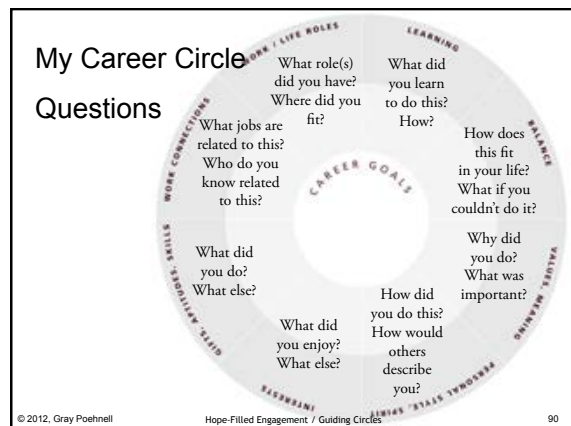 My Career Circle
Questions
WORK / LIFE ROLES
What role(s)
did you have?
Where did you
fit?
LEARNING
What did
you learn
to do this?
How?
BALANCE
How does
this fit
in your life?
What if you
couldn't do it?
VALUES, MEANING
Why did
you do?
What was
important?
PERSONAL STYLE, SPIRIT
How did
you do this?
How would
others
describe
you?
INTERESTS
What did
you enjoy?
What else?
GIFTS, APTITUDES, SKILLS
What did
you do?
What else?
WORK CONNECTIONS
What jobs are
related to this?
Who do you
know related
to this?
CAREER GOALS
© 2012, Gray Poehnell
Hope-Filled Engagement / Guiding Circles
90